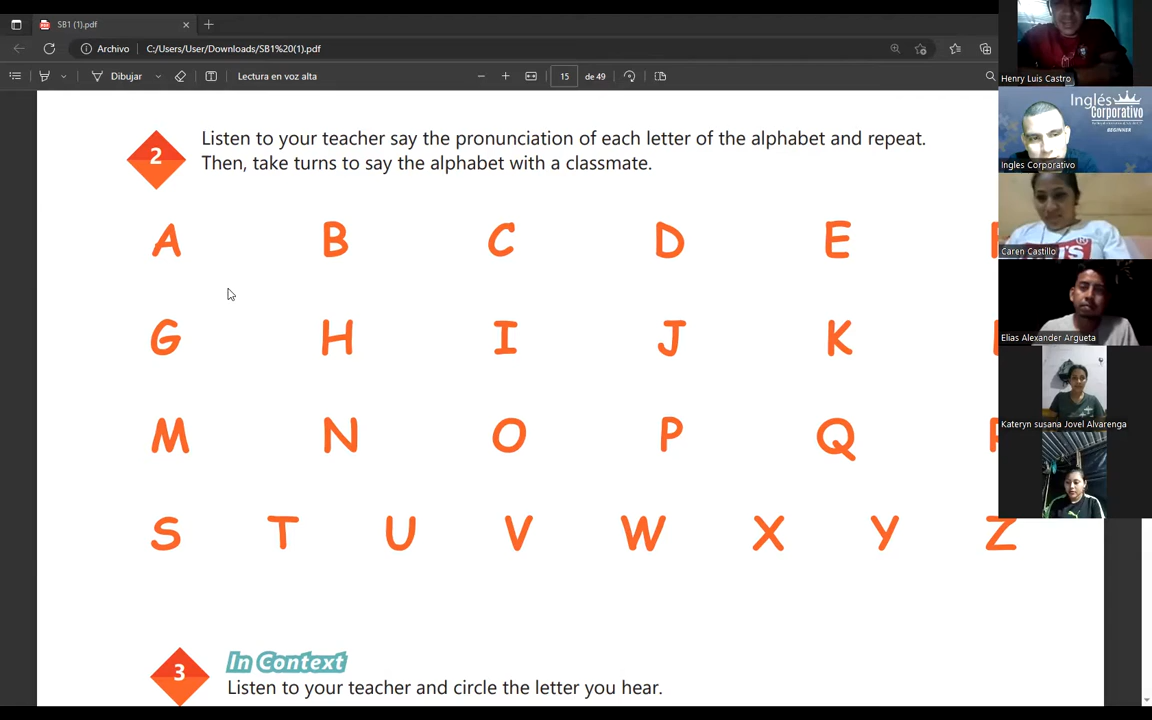 SB1 (1).pdf
Archivo
C:/Users/User/Downloads/SB1%20(1).pdf
Dibujar
Lectura en voz alta
15
de 49
2
Listen to your teacher say the pronunciation of each letter of the alphabet and repeat.
Then, take turns to say the alphabet with a classmate.
A B C D E
G H I J K
M N O P Q
S T U V W X Y Z
3
In Context
Listen to your teacher and circle the letter you hear.
Henry Luis Castro
Inglés
Corporativo
BEGINNER
Ingles Corporativo
Caren Castillo
Elias Alexander Argueta
Kateryn susana Jovel Alvarenga